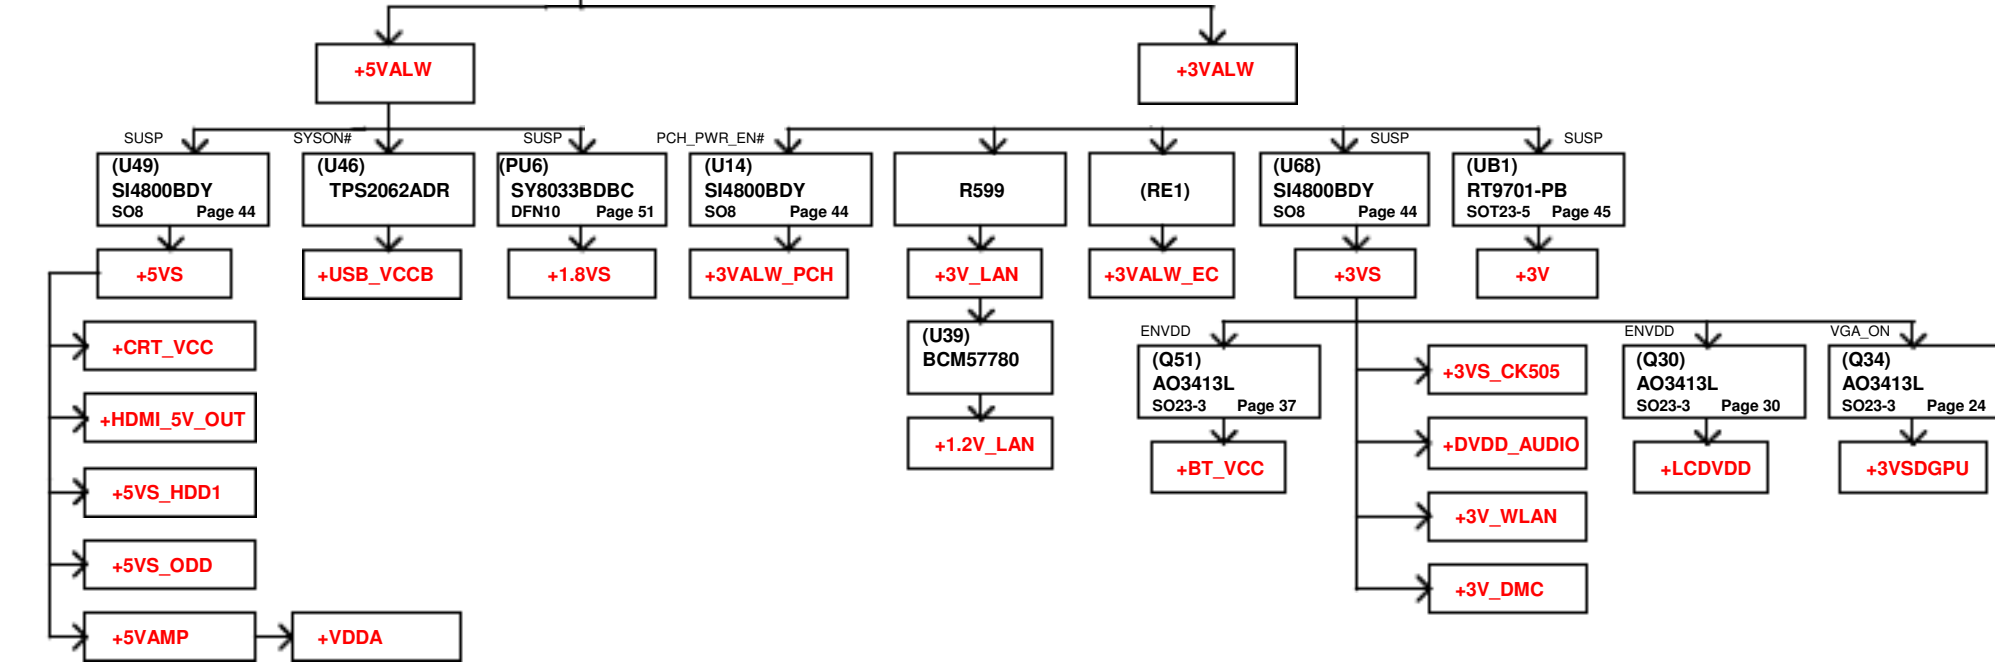 +5VALW
+3VALW
SUSP
SYSON#
SUSP
PCH_PWR_EN#
SUSP
SUSP
(U49)
SI4800BDY
SO8 Page 44
(U46)
TPS2062ADR
(PU6)
SY8033BDBC
DFN10 Page 51
(U14)
SI4800BDY
SO8 Page 44
R599
(RE1)
(U68)
SI4800BDY
SO8 Page 44
(UB1)
RT9701-PB
SOT23-5 Page 45
+5VS
+USB_VCCB
+1.8VS
+3VALW_PCH
+3V_LAN
+3VALW_EC
+3VS
+3V
+CRT_VCC
+HDMI_5V_OUT
+5VS_HDD1
+5VS_ODD
+5VAMP
+VDDA
(U39)
BCM57780
+1.2V_LAN
ENVDD
(Q51)
AO3413L
SO23-3 Page 37
+BT_VCC
+3VS_CK505
+DVDD_AUDIO
+3V_WLAN
+3V_DMC
ENVDD
(Q30)
AO3413L
SO23-3 Page 30
+LCDVDD
VGA_ON
(Q34)
AO3413L
SO23-3 Page 24
+3VSDGPU